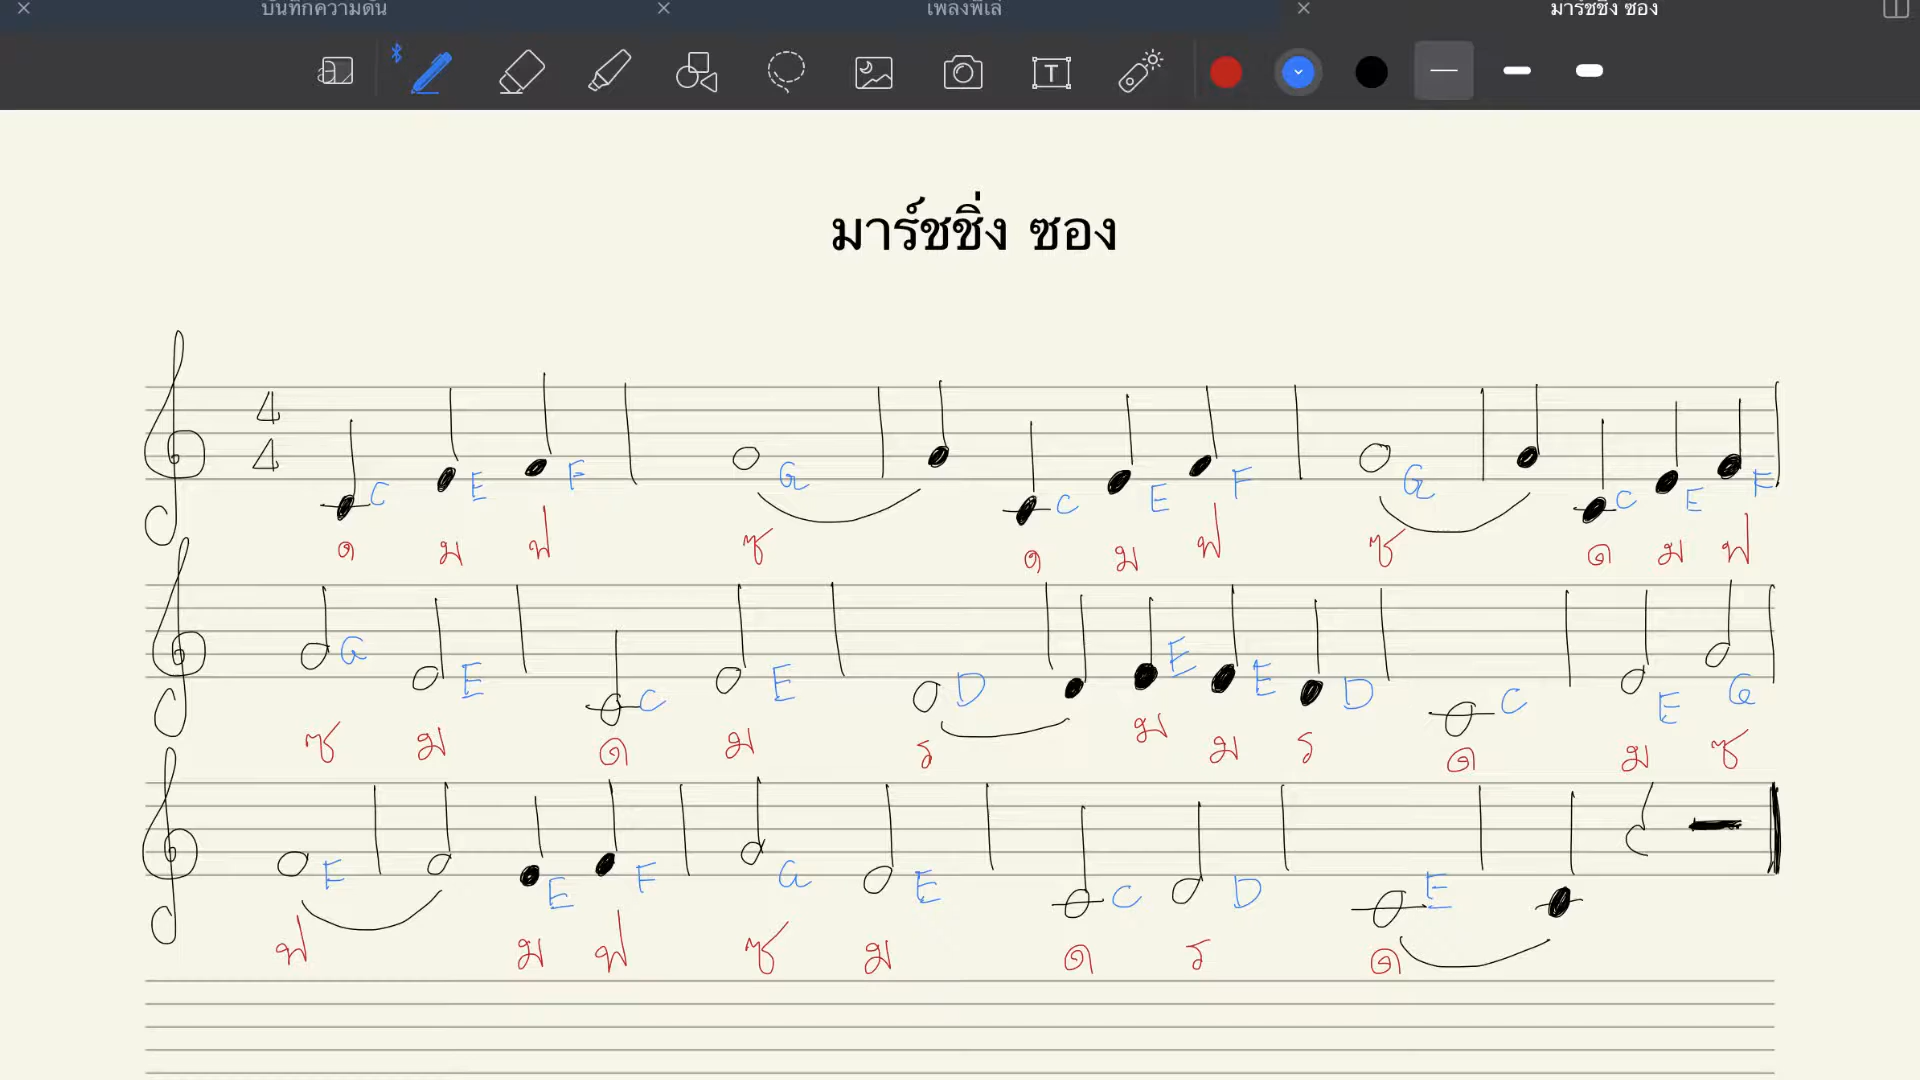 บันทึกความดัน เพลงพี่เล่ มาร์ชชิ่ง ซอง
T
มาร์ชชิ่ง ซอง
4
4
C E F G C E F G C E F
ด ม ฟ ซ ด ม ฟ ซ ด ม ฟ
G E C E D E E D C E G
ซ ม ด ม ร ม ม ร ด ม ซ
F E F G E C D E
ฟ ม ฟ ซ ม ด ร ด